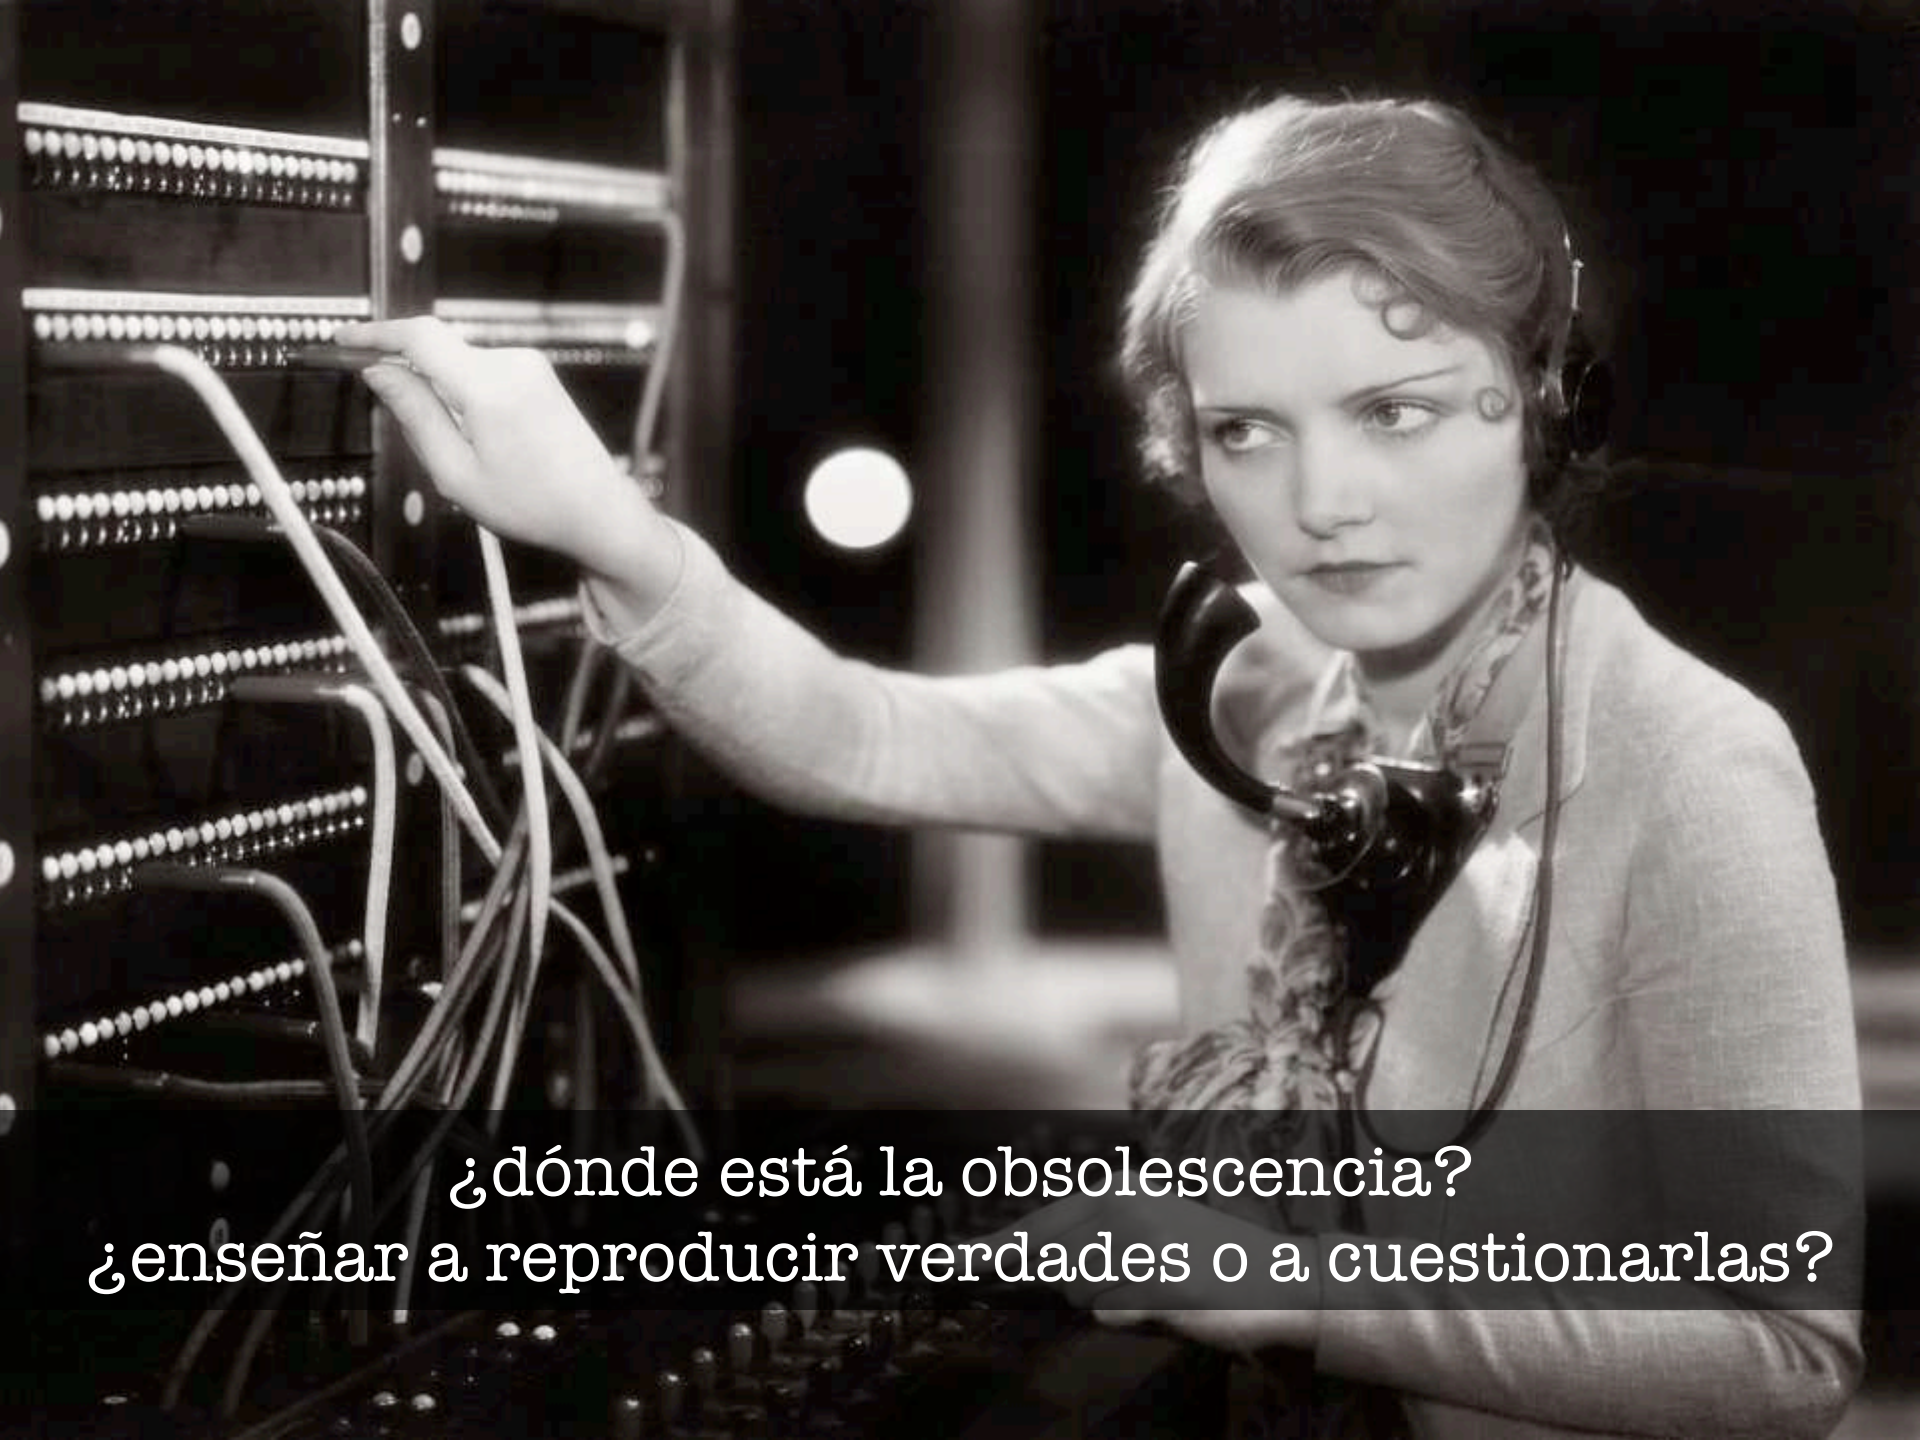 ¿dónde está la obsolescencia?
¿enseñar a reproducir verdades o a cuestionarlas?